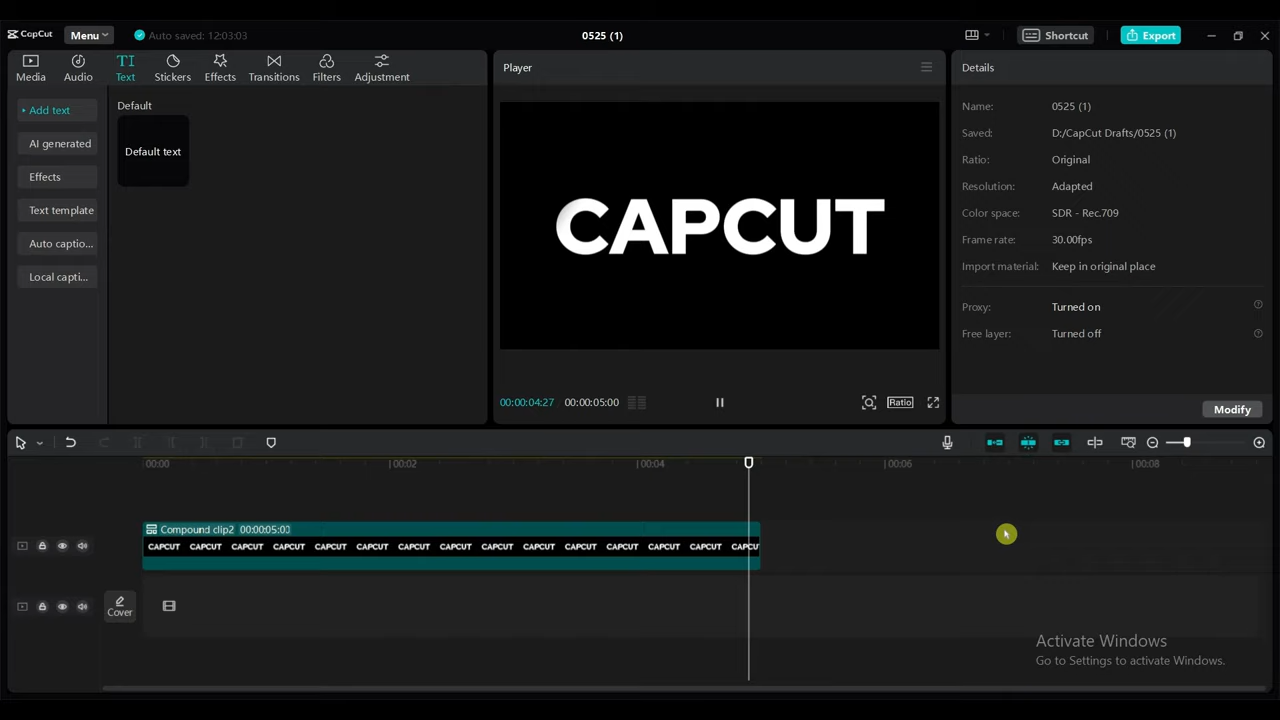 CapCut
Menu
Auto saved: 12:03:03
0525 (1)
Shortcut
Export
Media
Audio
TI
Text
Stickers
Effects
Transitions
Filters
Adjustment
Player
Details
Add text
AI generated
Effects
Text template
Auto captio...
Local capti...
Default
Default text
CAPCUT
Name: 0525 (1)
Saved: D:/CapCut Drafts/0525 (1)
Ratio: Original
Resolution: Adapted
Color space: SDR - Rec.709
Frame rate: 30.00fps
Import material: Keep in original place
Proxy: Turned on
Free layer: Turned off
Modify
00:00:04:27 00:00:05:00
Ratio
00:00 00:02 00:04 00:06 00:08
Compound clip2 00:00:05:00
CAPCUT CAPCUT CAPCUT CAPCUT CAPCUT CAPCUT CAPCUT CAPCUT CAPCUT CAPCUT CAPCUT CAPCUT CAPCUT CAPCUT CAPCU
Cover
Activate Windows
Go to Settings to activate Windows.